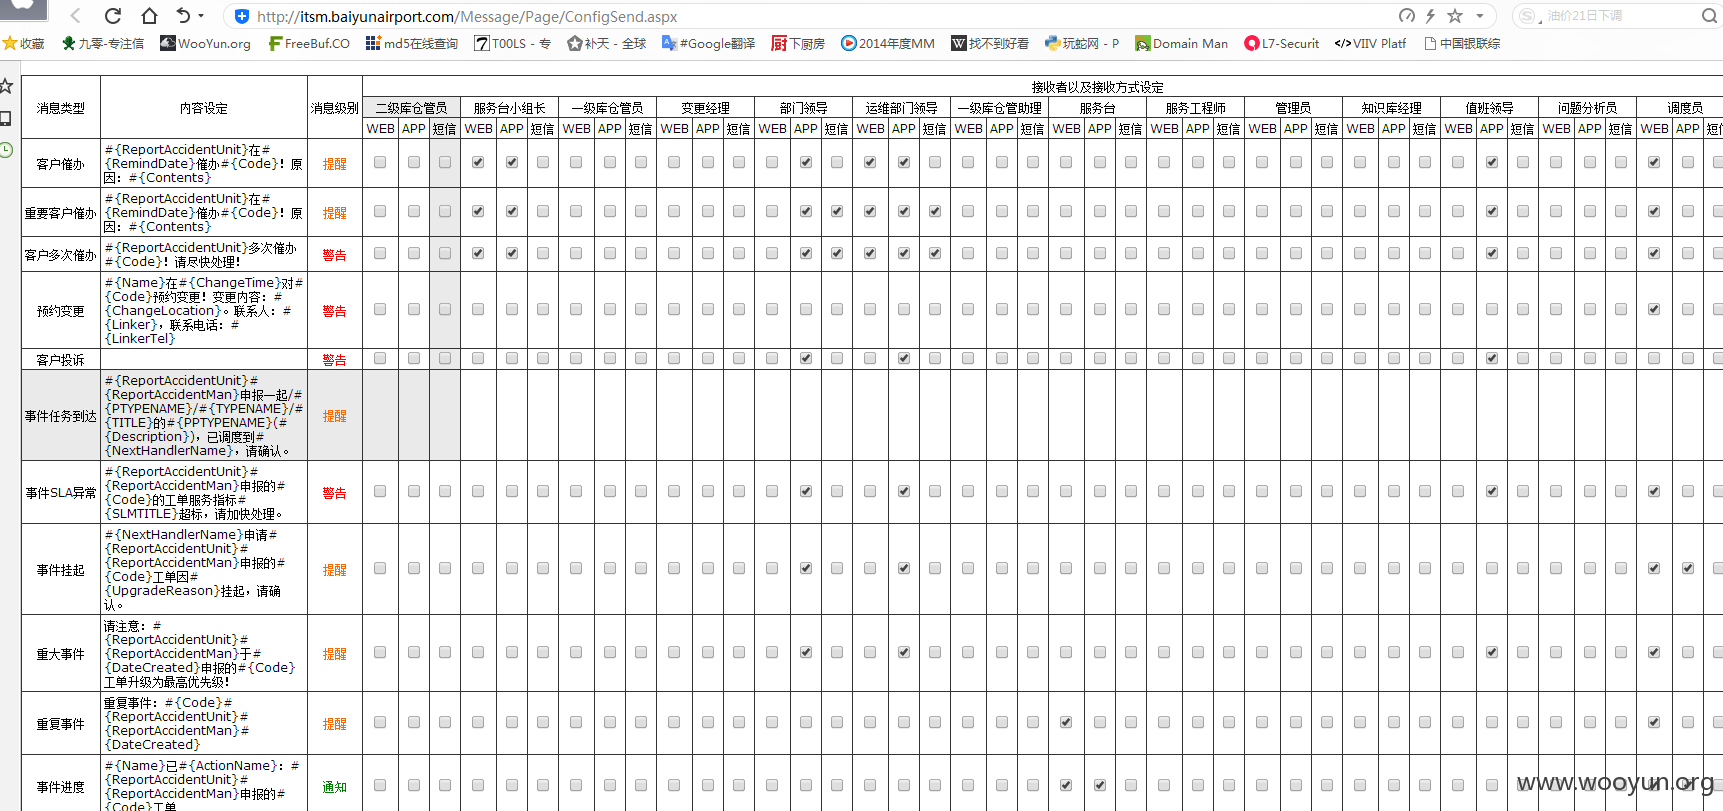 http://itsm.baiyunairport.com/Message/Page/ConfigSend.aspx
油价21日下调
收藏 九零-专注信 WooYun.org FreeBuf.CO md5在线查询 T00LS - 专 补天 - 全球 #Google翻译 下厨房 2014年度MM 找不到好看 玩蛇网 - P Domain Man L7-Securit VIIV Platf 中国银联综
接收者以及接收方式设定
消息类型 内容设定 消息级别 二级库仓管员 服务台小组长 一级库仓管员 变更经理 部门领导 运维部门领导 一级库仓管助理 服务台 服务工程师 管理员 知识库经理 值班领导 问题分析员 调度员
WEB APP 短信 WEB APP 短信 WEB APP 短信 WEB APP 短信 WEB APP 短信 WEB APP 短信 WEB APP 短信 WEB APP 短信 WEB APP 短信 WEB APP 短信 WEB APP 短信 WEB APP 短信 WEB APP 短信 WEB APP 短
客户催办
#{ReportAccidentUnit}在#
{RemindDate}催办#{Code}！原
因：#{Contents}
提醒
重要客户催办
#{ReportAccidentUnit}在#
{RemindDate}催办#{Code}！原
因：#{Contents}
提醒
客户多次催办
#{ReportAccidentUnit}多次催办
#{Code}！请尽快处理！
警告
预约变更
#{Name}在#{ChangeTime}对#
{Code}预约变更！变更内容：#
{ChangeLocation}。联系人：#
{Linker}，联系电话：#
{LinkerTel}
警告
客户投诉
警告
事件任务到达
#{ReportAccidentUnit}#
{ReportAccidentMan}申报一起/#
{PTYPENAME}/#{TYPENAME}/#
{TITLE}的#{PPTYPENAME}(#
{Description})，已调度到#
{NextHandlerName}，请确认。
提醒
事件SLA异常
#{ReportAccidentUnit}#
{ReportAccidentMan}申报的#
{Code}的工单服务指标#
{SLMTITLE}超标，请加快处理。
警告
事件挂起
#{NextHandlerName}申请#
{ReportAccidentUnit}#
{ReportAccidentMan}申报的#
{Code}工单因#
{UpgradeReason}挂起，请确
认。
提醒
重大事件
请注意：#
{ReportAccidentUnit}#
{ReportAccidentMan}于#
{DateCreated}申报的#{Code}
工单升级为最高优先级！
提醒
重复事件
重复事件：#{Code}#
{ReportAccidentUnit}#
{ReportAccidentMan}#
{DateCreated}
提醒
事件进度
#{Name}已#{ActionName}：#
{ReportAccidentUnit}#
{ReportAccidentMan}申报的#
{Code}工单
通知
www.wooyun.org